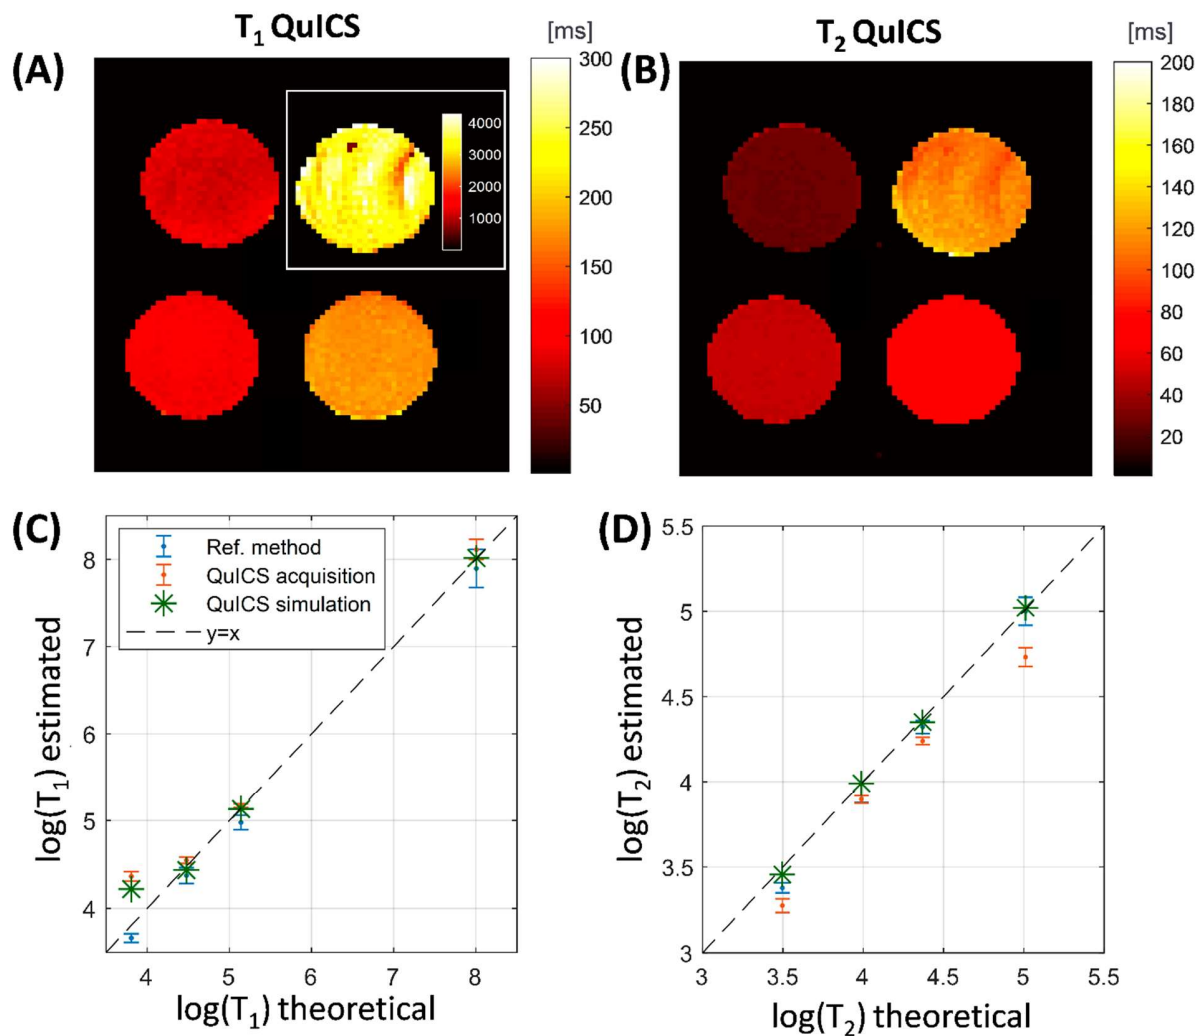 T1 QuICS
[ms]
T2 QuICS
[ms]
(A)
300
250
200
150
100
50
4000
3000
2000
1000
(B)
200
180
160
140
120
100
80
60
40
20
(C)
Ref. method
QuICS acquisition
QuICS simulation
y=x
8
7
6
5
4
4
5
6
7
8
log(T1) estimated
log(T1) theoretical
(D)
5.5
5
4.5
4
3.5
3
3
3.5
4
4.5
5
5.5
log(T2) estimated
log(T2) theoretical